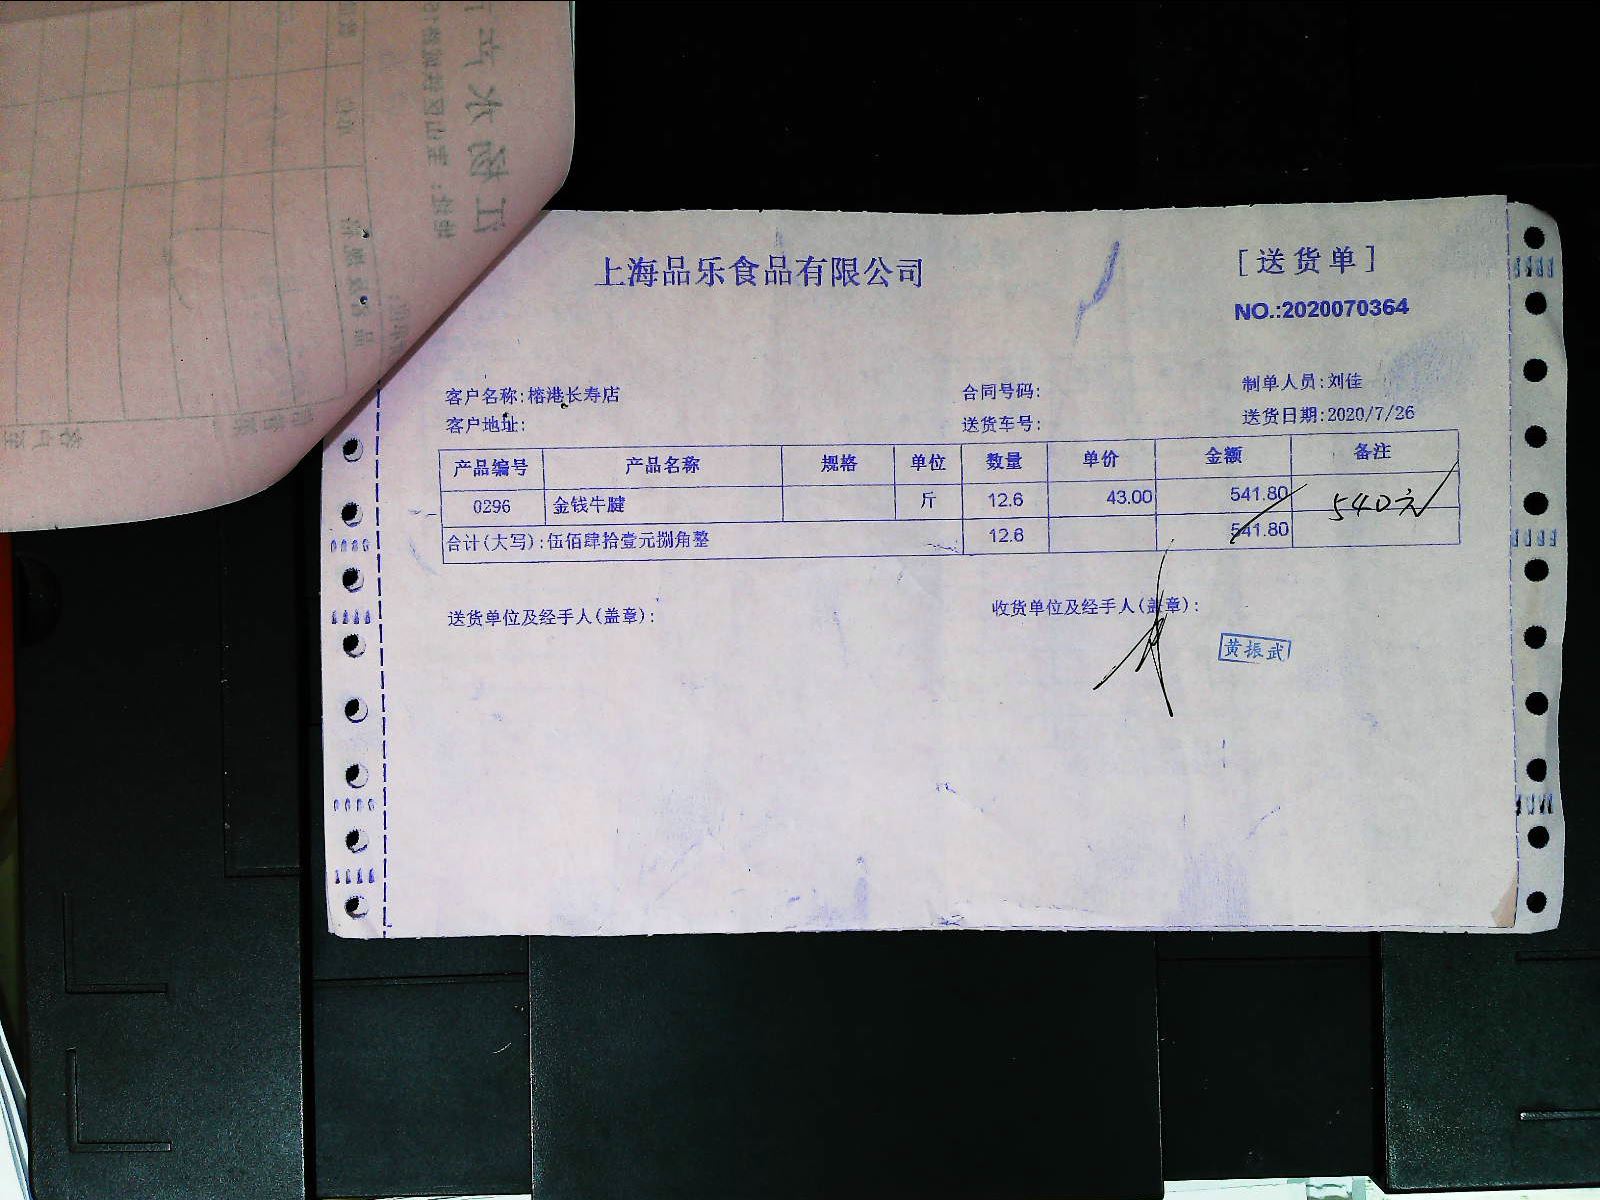 上海品乐食品有限公司
[送货单]
NO.:2020070364
客户名称:榕港长寿店 合同号码: 制单人员:刘佳
客户地址: 送货车号: 送货日期:2020/7/26
产品编号 产品名称 规格 单位 数量 单价 金额 备注
0296 金钱牛腱 斤 12.6 43.00 541.80 540元
合计(大写):伍佰肆拾壹元捌角整 12.6 541.80
送货单位及经手人(盖章): 收货单位及经手人(盖章):
黄振武